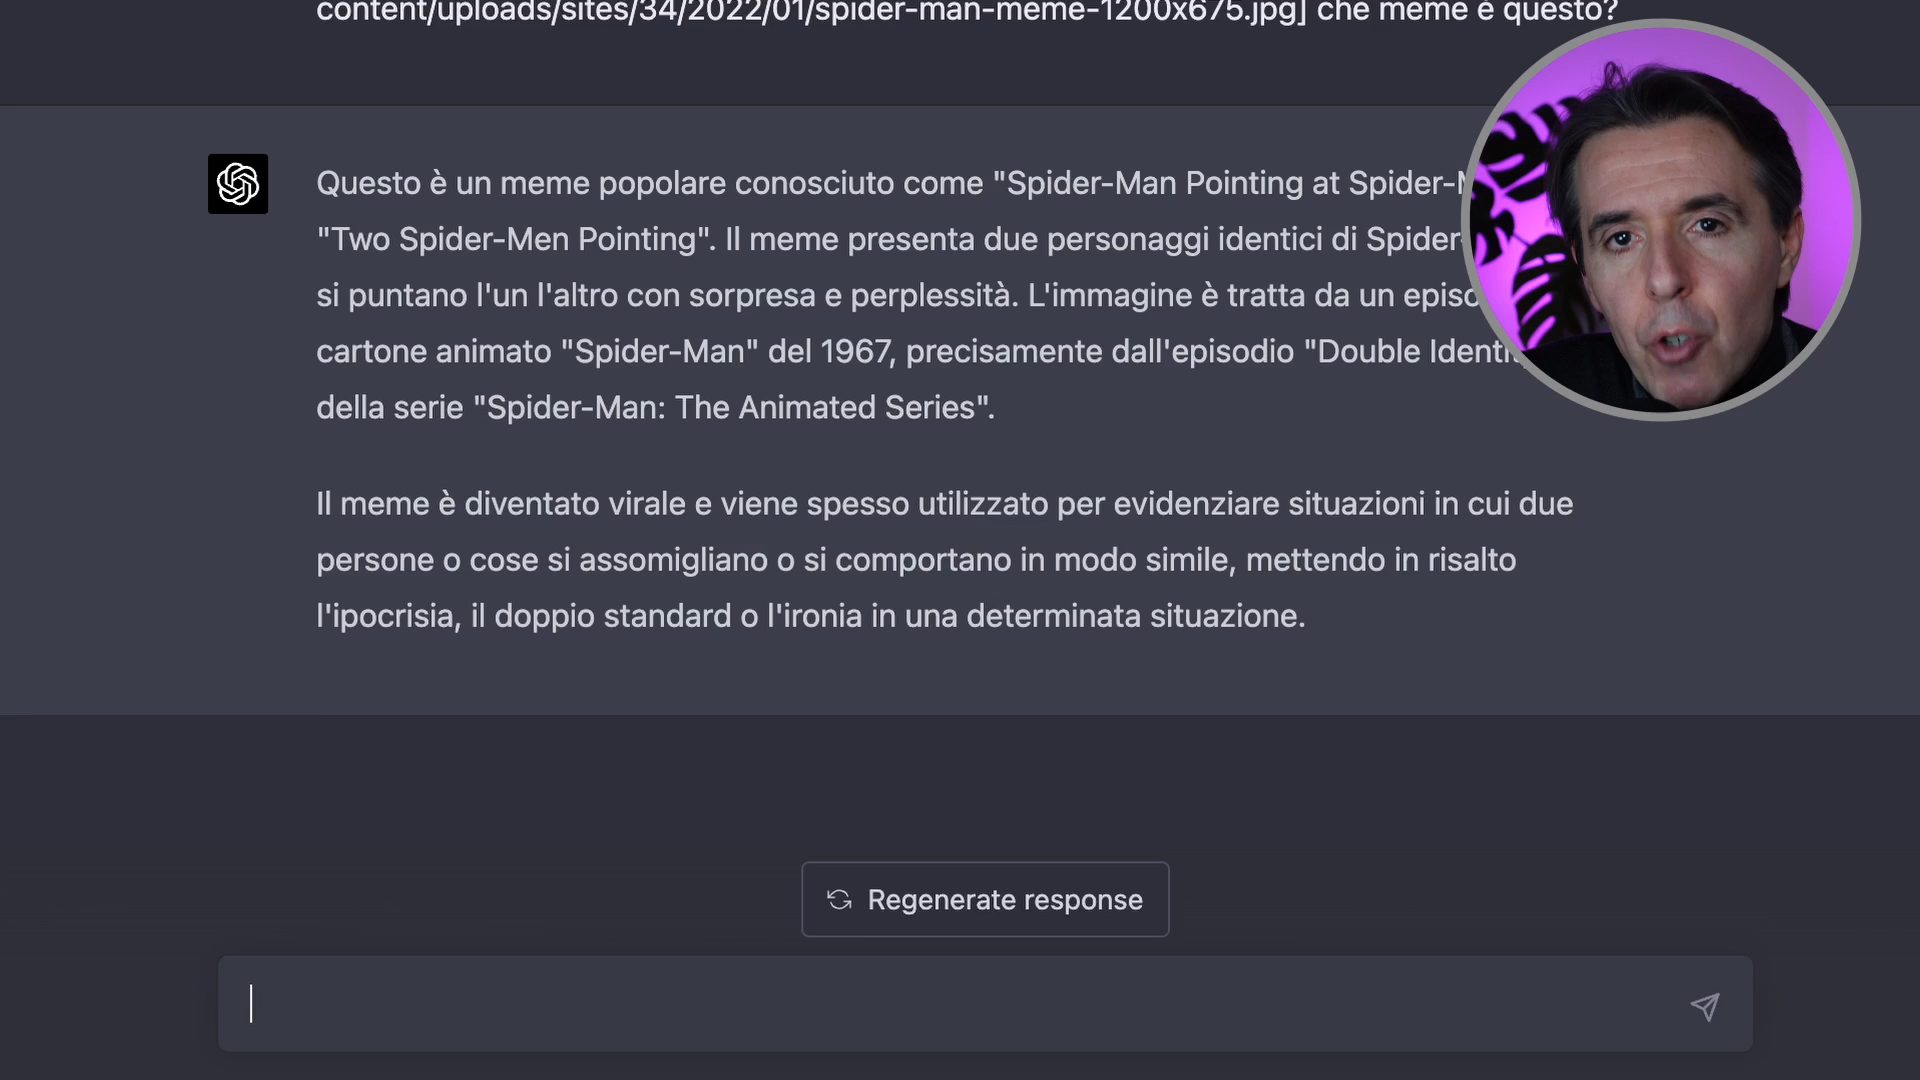 content/uploads/sites/34/2022/01/spider-man-meme-1200x675.jpg] che meme è questo?
Questo è un meme popolare conosciuto come "Spider-Man Pointing at
"Two Spider-Men Pointing". Il meme presenta due personaggi identici di
si puntano l'un l'altro con sorpresa e perplessità. L'immagine è tratta da un
cartone animato "Spider-Man" del 1967, precisamente dall'episodio "Double
della serie "Spider-Man: The Animated Series".
Il meme è diventato virale e viene spesso utilizzato per evidenziare situazioni in cui due
persone o cose si assomigliano o si comportano in modo simile, mettendo in risalto
l'ipocrisia, il doppio standard o l'ironia in una determinata situazione.
Regenerate response